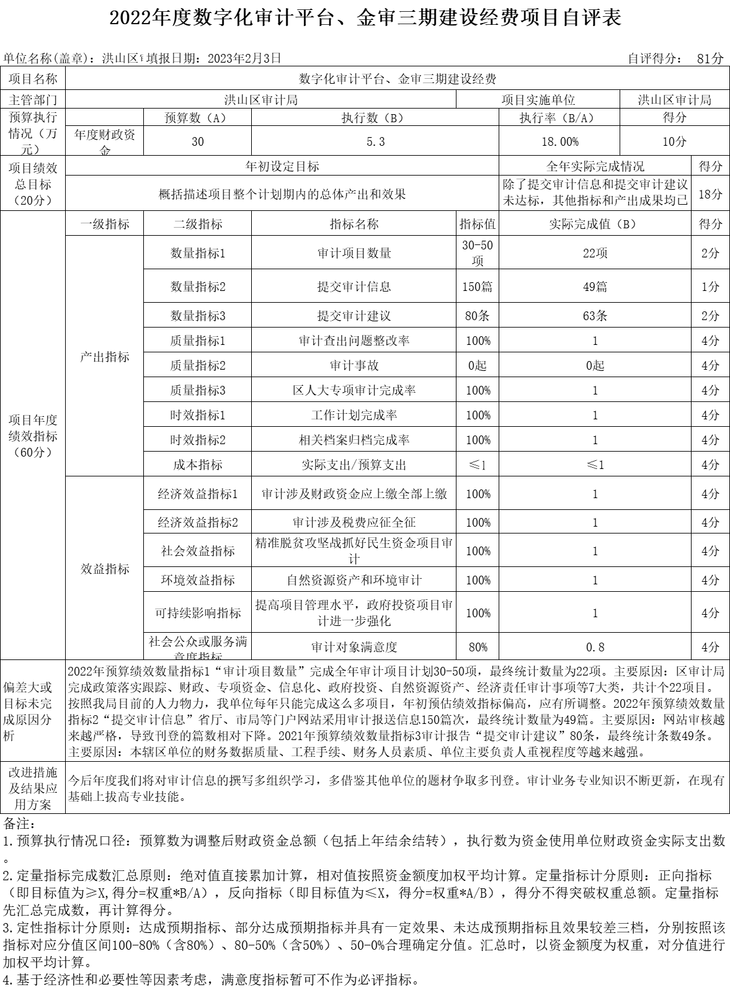 2022年度数字化审计平台、金审三期建设经费项目自评表
单位名称(盖章)：洪山区 填报日期：2023年2月3日 自评得分： 81分
项目名称 数字化审计平台、金审三期建设经费
主管部门 洪山区审计局 项目实施单位 洪山区审计局
预算执行
情况（万
元）
预算数（A） 执行数（B） 执行率（B/A） 得分
年度财政资
金
30 5.3 18.00% 10分
项目绩效
总目标
（20分）
年初设定目标 全年实际完成情况 得分
概括描述项目整个计划期内的总体产出和效果
除了提交审计信息和提交审计建议
未达标，其他指标和产出成果均已
18分
项目年度
绩效指标
（60分）
一级指标 二级指标 指标名称 指标值 实际完成值（B） 得分
产出指标
数量指标1 审计项目数量 30-50
项
22项 2分
数量指标2 提交审计信息 150篇 49篇 1分
数量指标3 提交审计建议 80条 63条 2分
质量指标1 审计查出问题整改率 100% 1 4分
质量指标2 审计事故 0起 0起 4分
质量指标3 区人大专项审计完成率 100% 1 4分
时效指标1 工作计划完成率 100% 1 4分
时效指标2 相关档案归档完成率 100% 1 4分
成本指标 实际支出/预算支出 ≤1 ≤1 4分
效益指标
经济效益指标1 审计涉及财政资金应上缴全部上缴 100% 1 4分
经济效益指标2 审计涉及税费应征全征 100% 1 4分
社会效益指标 精准脱贫攻坚战抓好民生资金项目审
计
100% 1 4分
环境效益指标 自然资源资产和环境审计 100% 1 4分
可持续影响指标 提高项目管理水平，政府投资项目审
计进一步强化
100% 1 4分
社会公众或服务满
意度指标
审计对象满意度 80% 0.8 4分
偏差大或
目标未完
成原因分
析
2022年预算绩效数量指标1“审计项目数量”完成全年审计项目计划30-50项，最终统计数量为22项。主要原因：区审计局
完成政策落实跟踪、财政、专项资金、信息化、政府投资、自然资源资产、经济责任审计事项等7大类，共计个22项目。
按照我局目前的人力物力，我单位每年只能完成这么多项目，年初预估绩效指标偏高，应有所调整。2022年预算绩效数量
指标2“提交审计信息”省厅、市局等门户网站采用审计报送信息150篇次，最终统计数量为49篇。主要原因：网站审核越
来越严格，导致刊登的篇数相对下降。2021年预算绩效数量指标3审计报告“提交审计建议”80条，最终统计条数49条。
主要原因：本辖区单位的财务数据质量、工程手续、财务人员素质、单位主要负责人重视程度等越来越强。
改进措施
及结果应
用方案
今后年度我们将对审计信息的撰写多组织学习，多借鉴其他单位的题材争取多刊登。审计业务专业知识不断更新，在现有
基础上拔高专业技能。
备注：
1.预算执行情况口径：预算数为调整后财政资金总额（包括上年结余结转），执行数为资金使用单位财政资金实际支出数
。
2.定量指标完成数汇总原则：绝对值直接累加计算，相对值按照资金额度加权平均计算。定量指标计分原则：正向指标
（即目标值为≥X,得分=权重*B/A），反向指标（即目标值为≤X，得分=权重*A/B），得分不得突破权重总额。定量指标
先汇总完成数，再计算得分。
3.定性指标计分原则：达成预期指标、部分达成预期指标并具有一定效果、未达成预期指标且效果较差三档，分别按照该
指标对应分值区间100-80%（含80%）、80-50%（含50%）、50-0%合理确定分值。汇总时，以资金额度为权重，对分值进行
加权平均计算。
4.基于经济性和必要性等因素考虑，满意度指标暂可不作为必评指标。